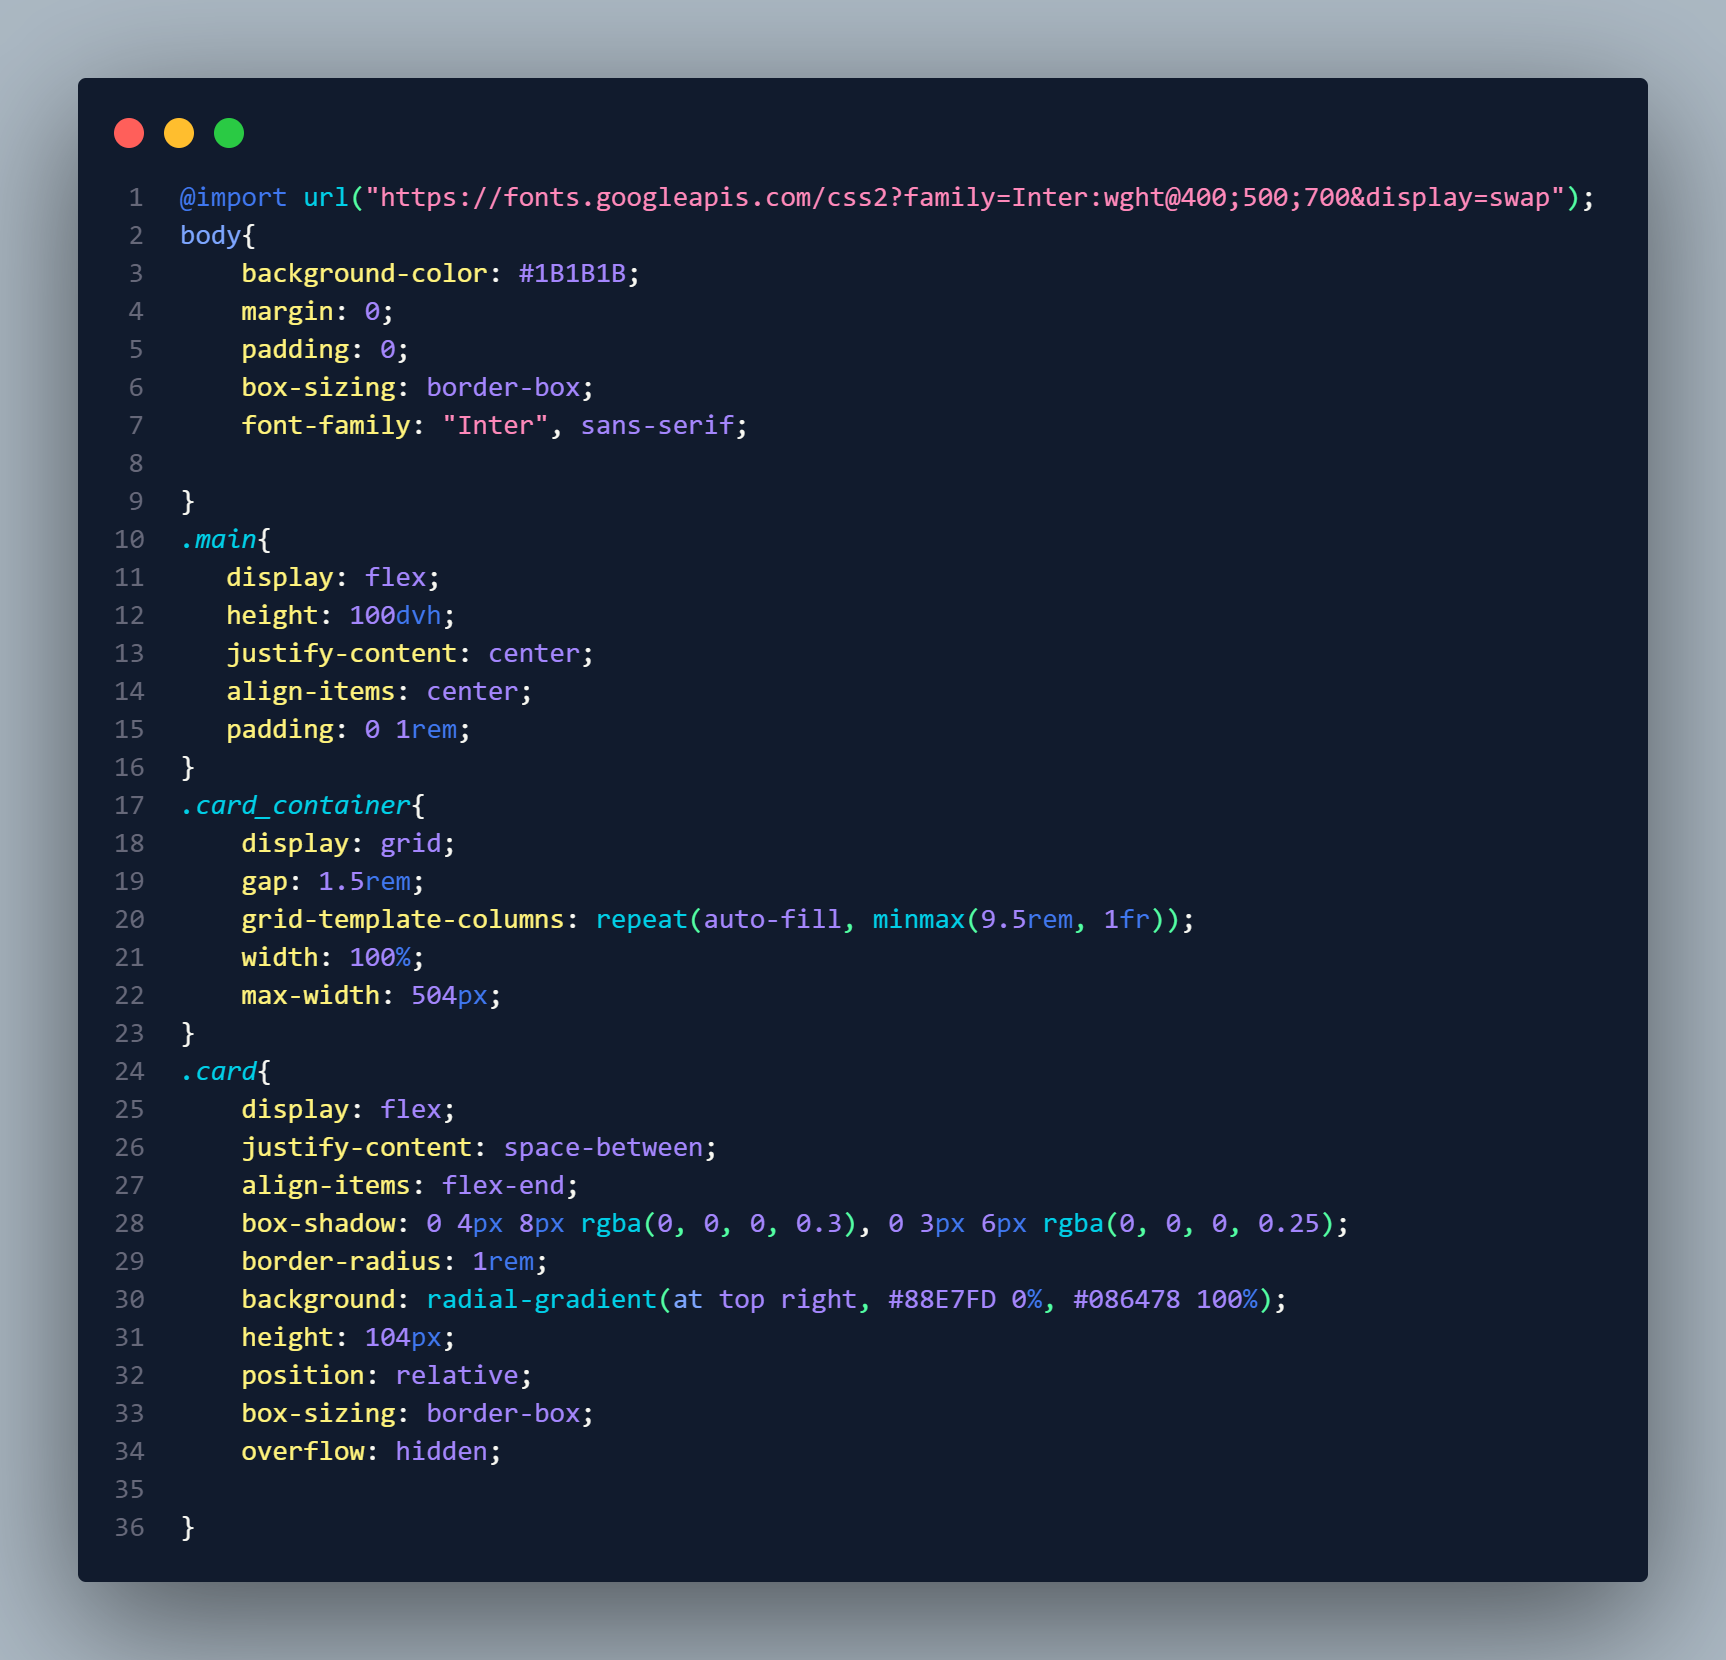 1 @import url("https://fonts.googleapis.com/css2?family=Inter:wght@400;500;700&display=swap");
2 body{
3     background-color: #1B1B1B;
4     margin: 0;
5     padding: 0;
6     box-sizing: border-box;
7     font-family: "Inter", sans-serif;
8
9 }
10 .main{
11    display: flex;
12    height: 100dvh;
13    justify-content: center;
14    align-items: center;
15    padding: 0 1rem;
16 }
17 .card_container{
18     display: grid;
19     gap: 1.5rem;
20     grid-template-columns: repeat(auto-fill, minmax(9.5rem, 1fr));
21     width: 100%;
22     max-width: 504px;
23 }
24 .card{
25     display: flex;
26     justify-content: space-between;
27     align-items: flex-end;
28     box-shadow: 0 4px 8px rgba(0, 0, 0, 0.3), 0 3px 6px rgba(0, 0, 0, 0.25);
29     border-radius: 1rem;
30     background: radial-gradient(at top right, #88E7FD 0%, #086478 100%);
31     height: 104px;
32     position: relative;
33     box-sizing: border-box;
34     overflow: hidden;
35
36 }